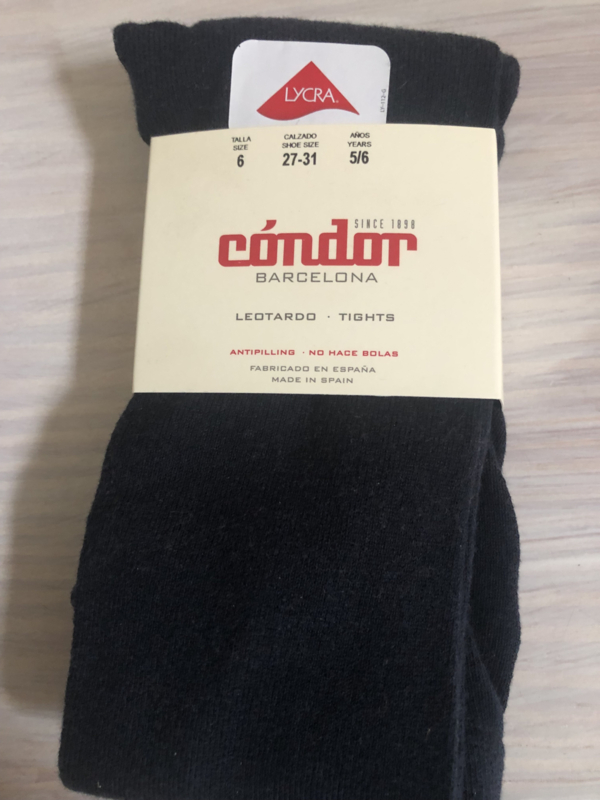 LYCRA
TALLA CALZADO AÑOS
SIZE SHOE SIZE YEARS
6 27-31 5/6
SINCE 1898
cóndor
BARCELONA
LEOTARDO · TIGHTS
ANTIPILLING · NO HACE BOLAS
FABRICADO EN ESPAÑA
MADE IN SPAIN